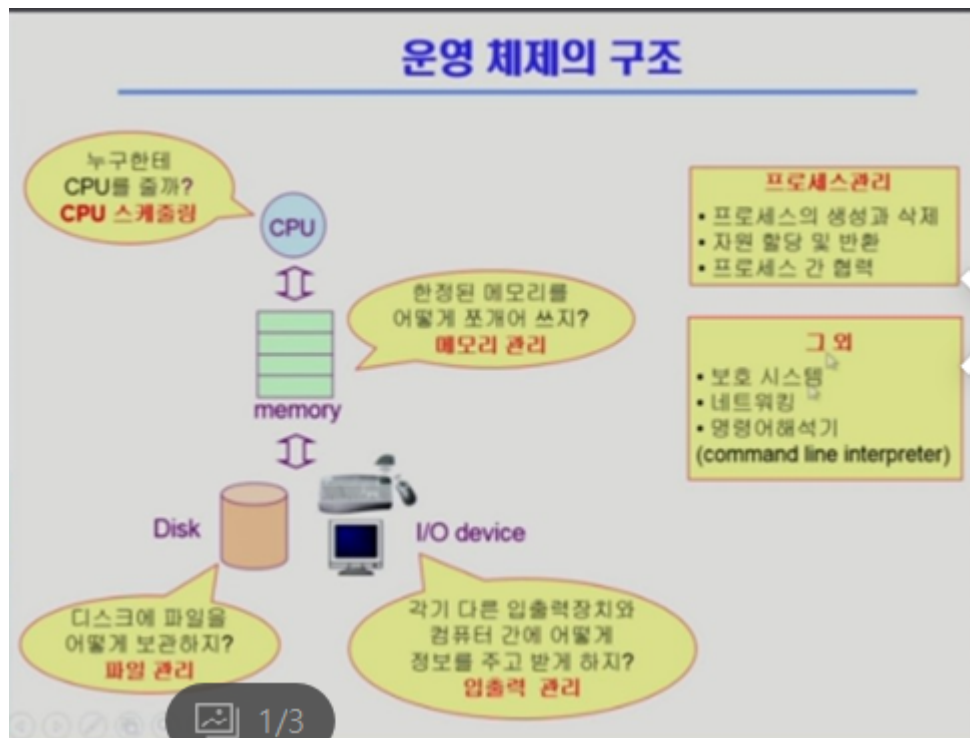 운영 체제의 구조
누구한테
CPU를 줄까?
CPU 스케줄링
CPU
한정된 메모리를
어떻게 쪼개어 쓰지?
메모리 관리
memory
Disk
I/O device
디스크에 파일을
어떻게 보관하지?
파일 관리
각기 다른 입출력장치와
컴퓨터 간에 어떻게
정보를 주고 받게 하지?
입출력 관리
프로세스관리
• 프로세스의 생성과 삭제
• 자원 할당 및 반환
• 프로세스 간 협력
그 외
• 보호 시스템
• 네트워킹
• 명령어해석기
(command line interpreter)
1/3